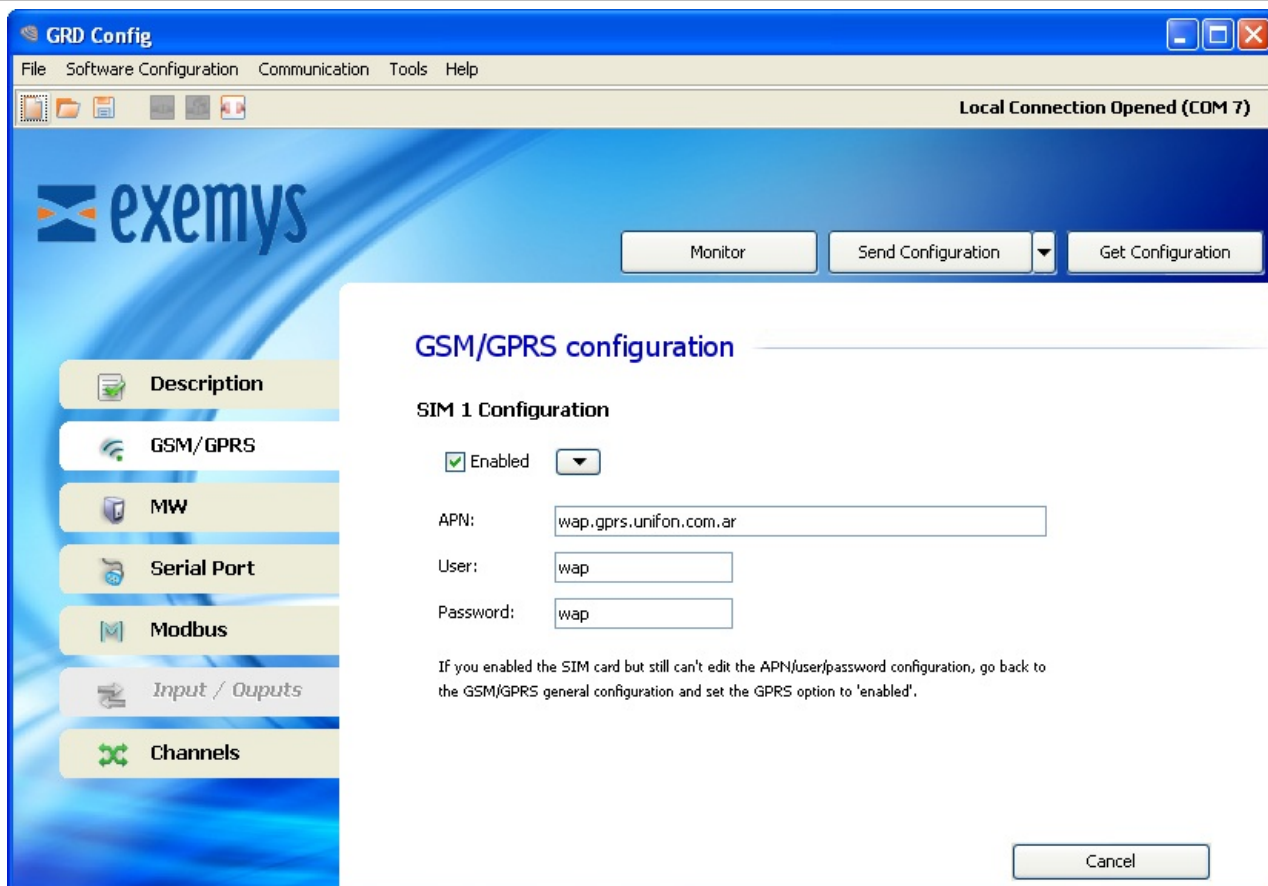 GRD Config
File Software Configuration Communication Tools Help
Local Connection Opened (COM 7)
exemys
Monitor Send Configuration Get Configuration
GSM/GPRS configuration
Description
SIM 1 Configuration
GSM/GPRS
Enabled
MW
APN: wap.gprs.unifon.com.ar
Serial Port
User: wap
Password: wap
Modbus
If you enabled the SIM card but still can't edit the APN/user/password configuration, go back to
the GSM/GPRS general configuration and set the GPRS option to 'enabled'.
Input / Ouputs
Channels
Cancel